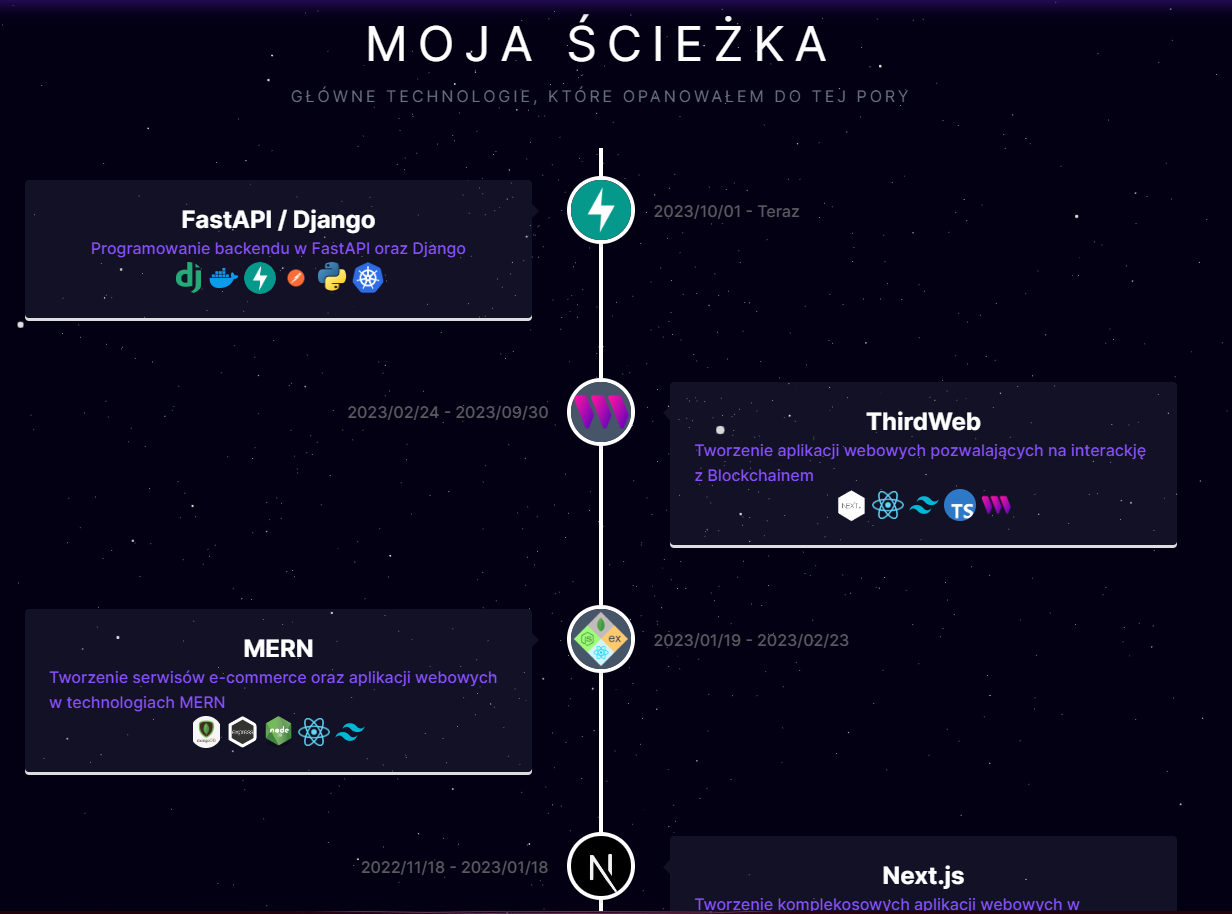 MOJA ŚCIEŻKA
GŁÓWNE TECHNOLOGIE, KTÓRE OPANOWAŁEM DO TEJ PORY
FastAPI / Django
Programowanie backendu w FastAPI oraz Django
dj
2023/10/01 - Teraz
2023/02/24 - 2023/09/30
ThirdWeb
Tworzenie aplikacji webowych pozwalających na interackję
z Blockchainem
NEXT.
TS
MERN
Tworzenie serwisów e-commerce oraz aplikacji webowych
w technologiach MERN
mongoDB
express
node
JS
ex
2023/01/19 - 2023/02/23
2022/11/18 - 2023/01/18
N
Next.js
Tworzenie komplekosowych aplikacji webowych w